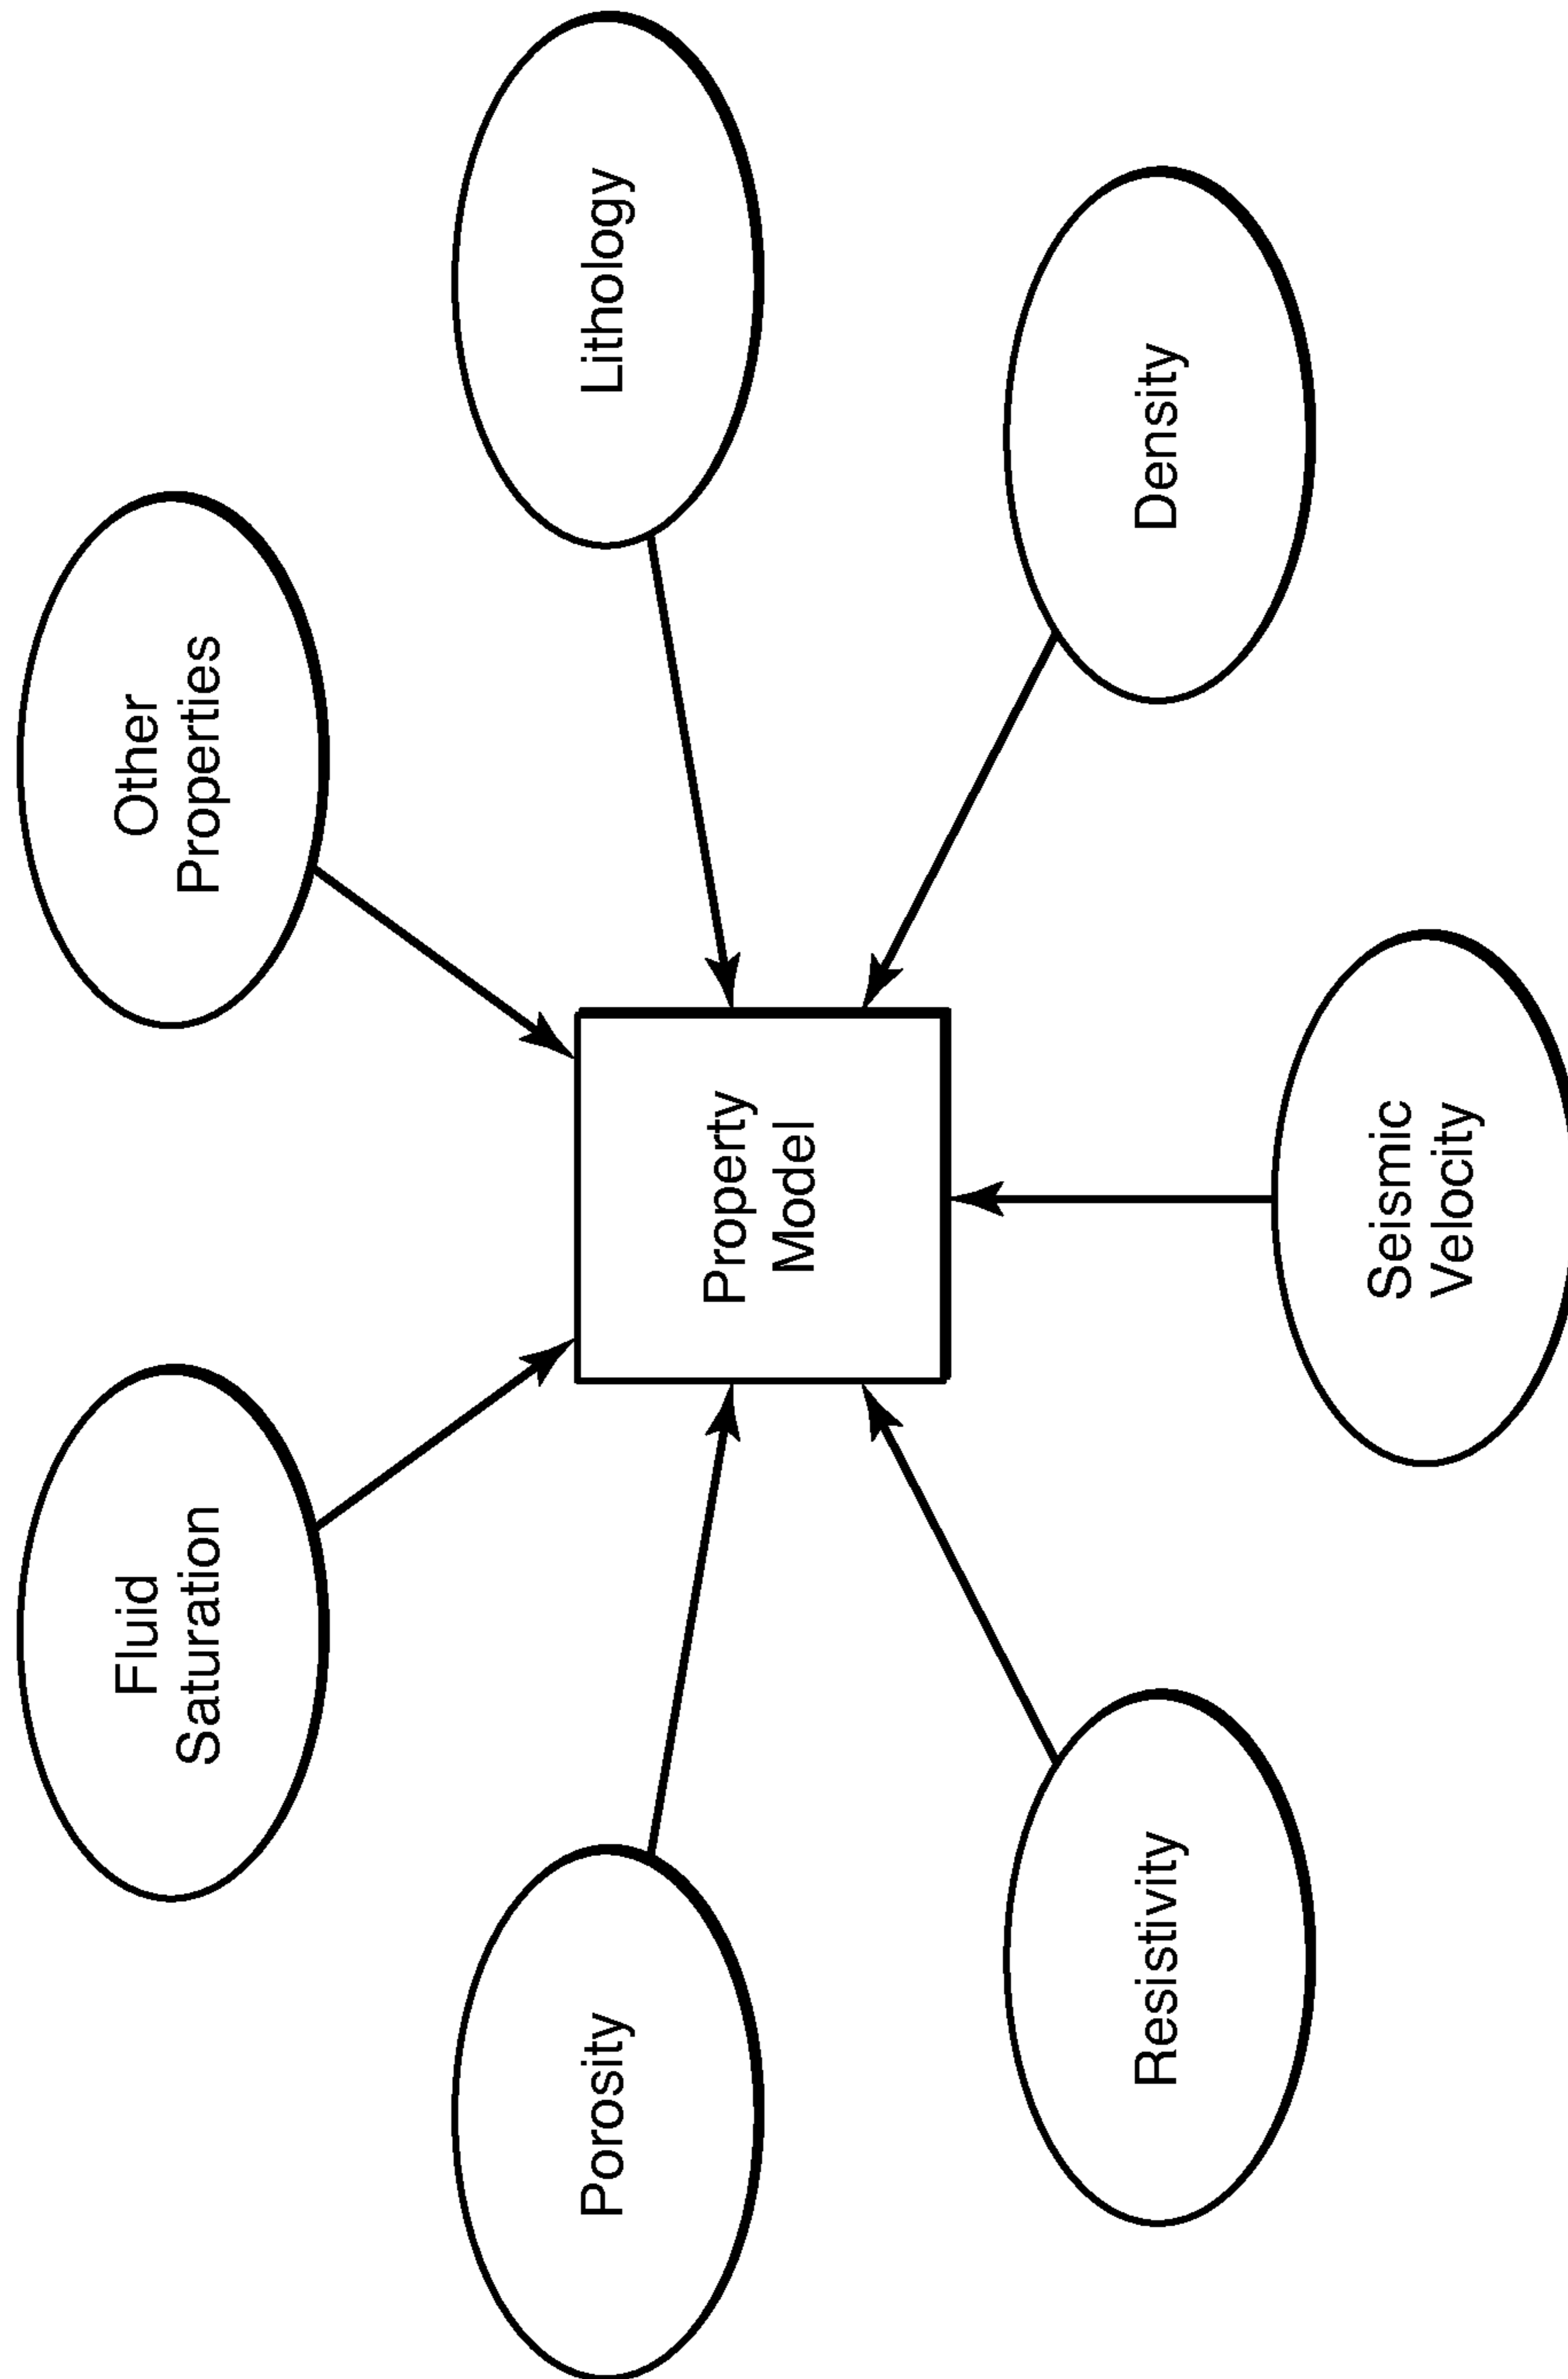 Fluid
Saturation
Other
Properties
Porosity
Lithology
Property
Model
Resistivity
Density
Seismic
Velocity